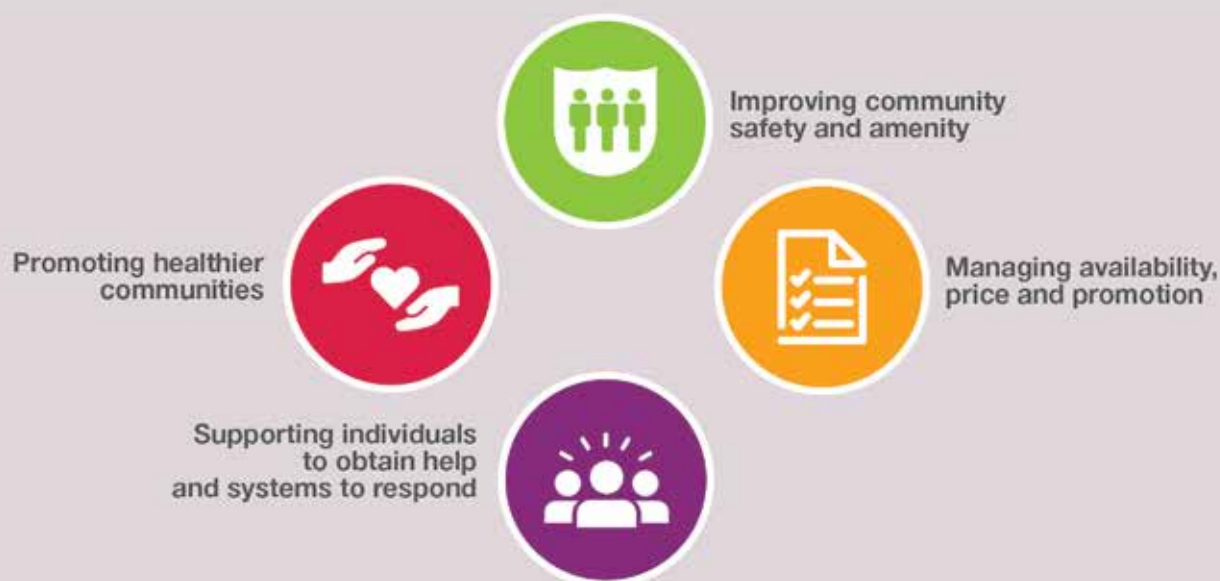 Improving community
safety and amenity
Promoting healthier
communities
Managing availability,
price and promotion
Supporting individuals
to obtain help
and systems to respond